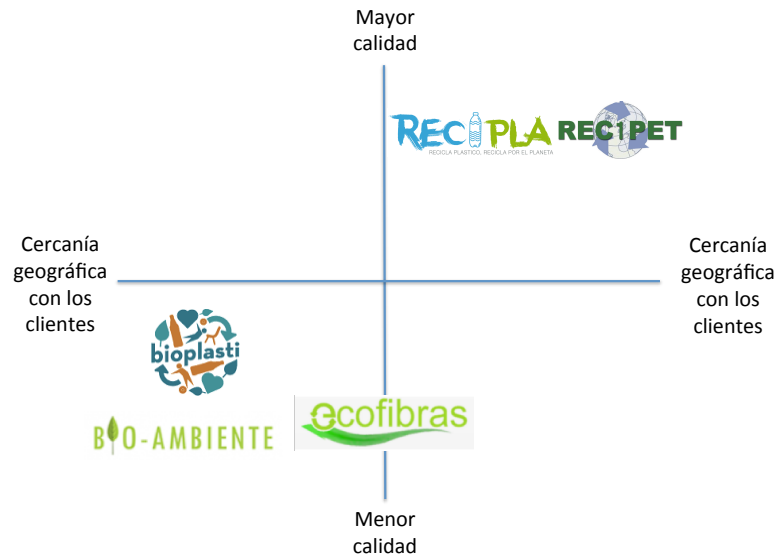 Mayor
calidad
RECIPLA
RECICLA PLÁSTICO, RECICLA POR EL PLANETA
REC1PET
Cercanía
geográfica
con los
clientes
Cercanía
geográfica
con los
clientes
bioplasti
BIO-AMBIENTE
ecofibras
Menor
calidad